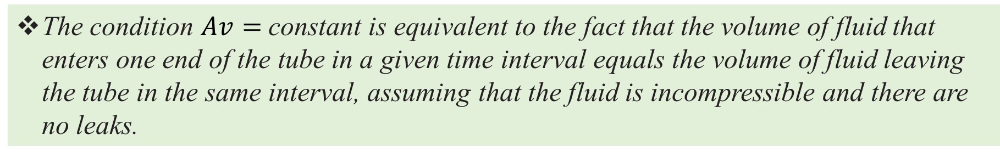 ❖ The condition Av = constant is equivalent to the fact that the volume of fluid that
enters one end of the tube in a given time interval equals the volume of fluid leaving
the tube in the same interval, assuming that the fluid is incompressible and there are
no leaks.